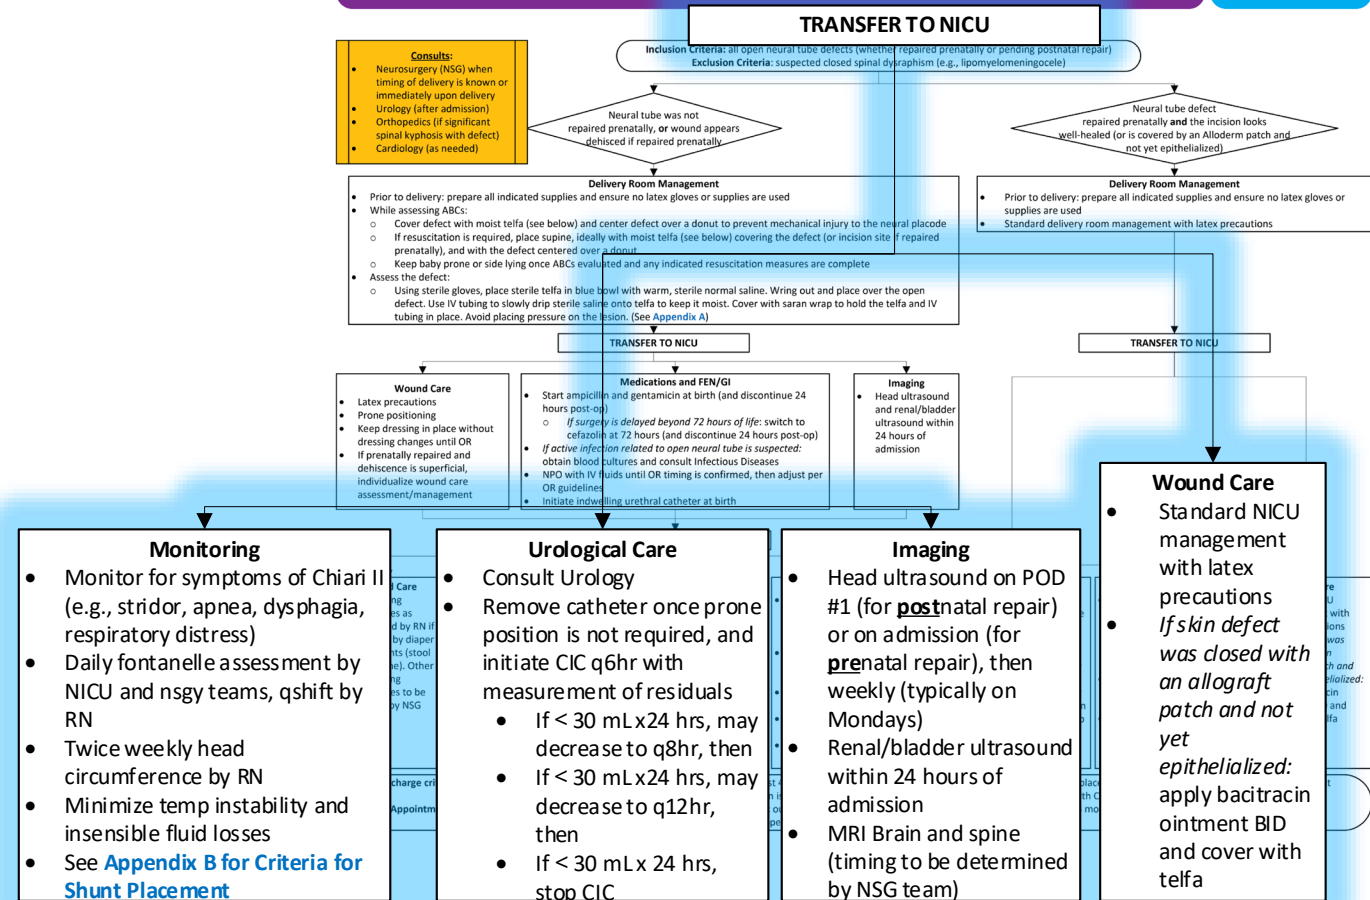 TRANSFER TO NICU
Inclusion Criteria: all open neural tube defects (whether repaired prenatally or pending postnatal repair)
Exclusion Criteria: suspected closed spinal dysraphism (e.g., lipomyelomeningocele)
Consults:
• Neurosurgery (NSG) when
timing of delivery is known or
immediately upon delivery
• Urology (after admission)
• Orthopedics (if significant
spinal kyphosis with defect)
• Cardiology (as needed)
Neural tube was not
repaired prenatally, or wound appears
dehisced if repaired prenatally
Neural tube defect
repaired prenatally and the incision looks
well-healed (or is covered by an Alloderm patch and
not yet epithelialized)
Delivery Room Management
• Prior to delivery: prepare all indicated supplies and ensure no latex gloves or supplies are used
• While assessing ABCs:
o Cover defect with moist telfa (see below) and center defect over a donut to prevent mechanical injury to the neural placode
o If resuscitation is required, place supine, ideally with moist telfa (see below) covering the defect (or incision site if repaired
prenatally), and with the defect centered over a donut
o Keep baby prone or side lying once ABCs evaluated and any indicated resuscitation measures are complete
• Assess the defect:
o Using sterile gloves, place sterile telfa in blue bowl with warm, sterile normal saline. Wring out and place over the open
defect. Use IV tubing to slowly drip sterile saline onto telfa to keep it moist. Cover with saran wrap to hold the telfa and IV
tubing in place. Avoid placing pressure on the lesion. (See Appendix A)
Delivery Room Management
• Prior to delivery: prepare all indicated supplies and ensure no latex gloves or
supplies are used
• Standard delivery room management with latex precautions
TRANSFER TO NICU
TRANSFER TO NICU
Wound Care
• Latex precautions
• Prone positioning
• Keep dressing in place without
dressing changes until OR
• If prenatally repaired and
dehiscence is superficial,
individualize wound care
assessment/management
Medications and FEN/GI
• Start ampicillin and gentamicin at birth (and discontinue 24
hours post-op)
o If surgery is delayed beyond 72 hours of life: switch to
cefazolin at 72 hours (and discontinue 24 hours post-op)
• If active infection related to open neural tube is suspected:
obtain blood cultures and consult Infectious Diseases
• NPO with IV fluids until OR timing is confirmed, then adjust per
OR guidelines
• Initiate indwelling urethral catheter at birth
Imaging
• Head ultrasound
and renal/bladder
ultrasound within
24 hours of
admission
Monitoring
• Monitor for symptoms of Chiari II
(e.g., stridor, apnea, dysphagia,
respiratory distress)
• Daily fontanelle assessment by
NICU and nsgy teams, qshift by
RN
• Twice weekly head
circumference by RN
• Minimize temp instability and
insensible fluid losses
• See Appendix B for Criteria for
Shunt Placement
Urological Care
• Consult Urology
• Remove catheter once prone
position is not required, and
initiate CIC q6hr with
measurement of residuals
• If < 30 mL x24 hrs, may
decrease to q8hr, then
• If < 30 mL x24 hrs, may
decrease to q12hr,
then
• If < 30 mL x 24 hrs,
stop CIC
Imaging
• Head ultrasound on POD
#1 (for postnatal repair)
or on admission (for
prenatal repair), then
weekly (typically on
Mondays)
• Renal/bladder ultrasound
within 24 hours of
admission
• MRI Brain and spine
(timing to be determined
by NSG team)
Wound Care
• Standard NICU
management
with latex
precautions
• If skin defect
was closed with
an allograft
patch and not
yet
epithelialized:
apply bacitracin
ointment BID
and cover with
telfa